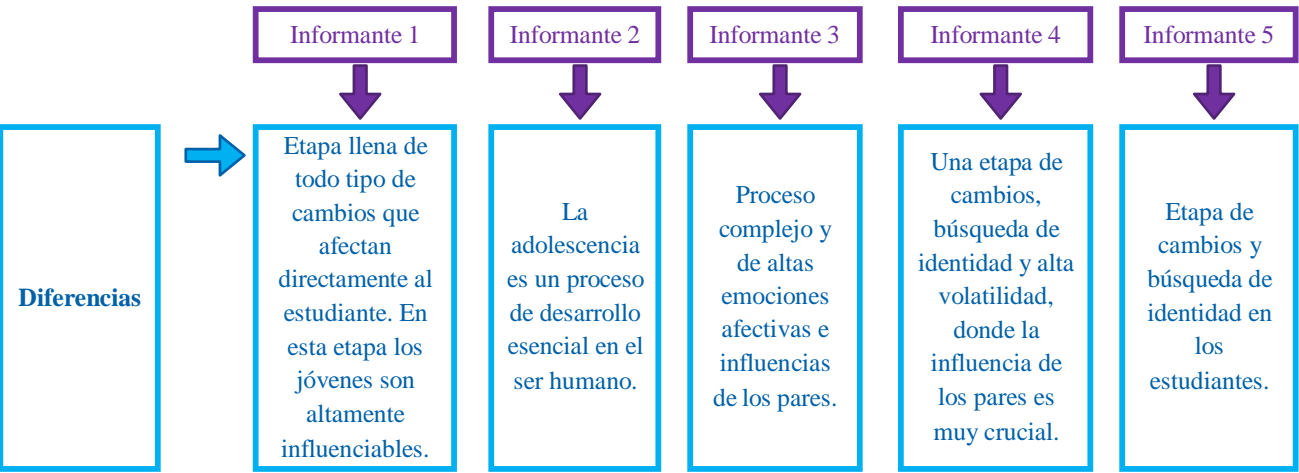 Informante 1
Informante 2
Informante 3
Informante 4
Informante 5
Diferencias
Etapa llena de
todo tipo de
cambios que
afectan
directamente al
estudiante. En
esta etapa los
jóvenes son
altamente
influenciables.
La
adolescencia
es un proceso
de desarrollo
esencial en el
ser humano.
Proceso
complejo y
de altas
emociones
afectivas e
influencias
de los pares.
Una etapa de
cambios,
búsqueda de
identidad y alta
volatilidad,
donde la
influencia de
los pares es
muy crucial.
Etapa de
cambios y
búsqueda de
identidad en
los
estudiantes.